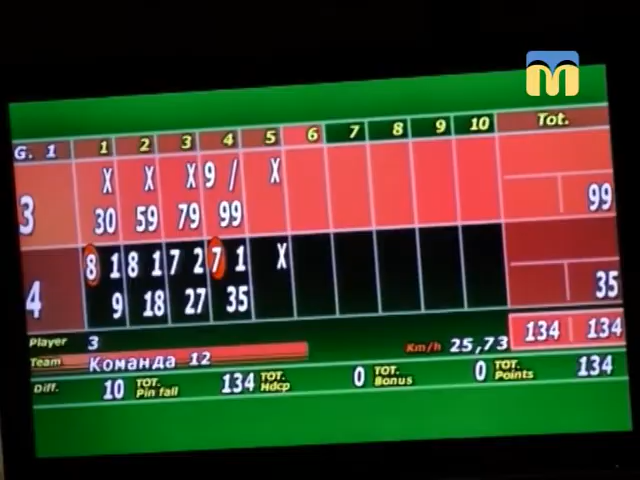 M
G. 1 1 2 3 4 5 6 7 8 9 10 Tot.
X X X 9 / X
3 30 59 79 99 99
8 1 8 1 7 2 7 1 X
4 9 18 27 35 35
Player 3 Km/h 25,73 134 134
Team Команда 12
Diff. 10 TOT. Pin fall 134 TOT. Hdcp 0 TOT. Bonus 0 TOT. Points 134